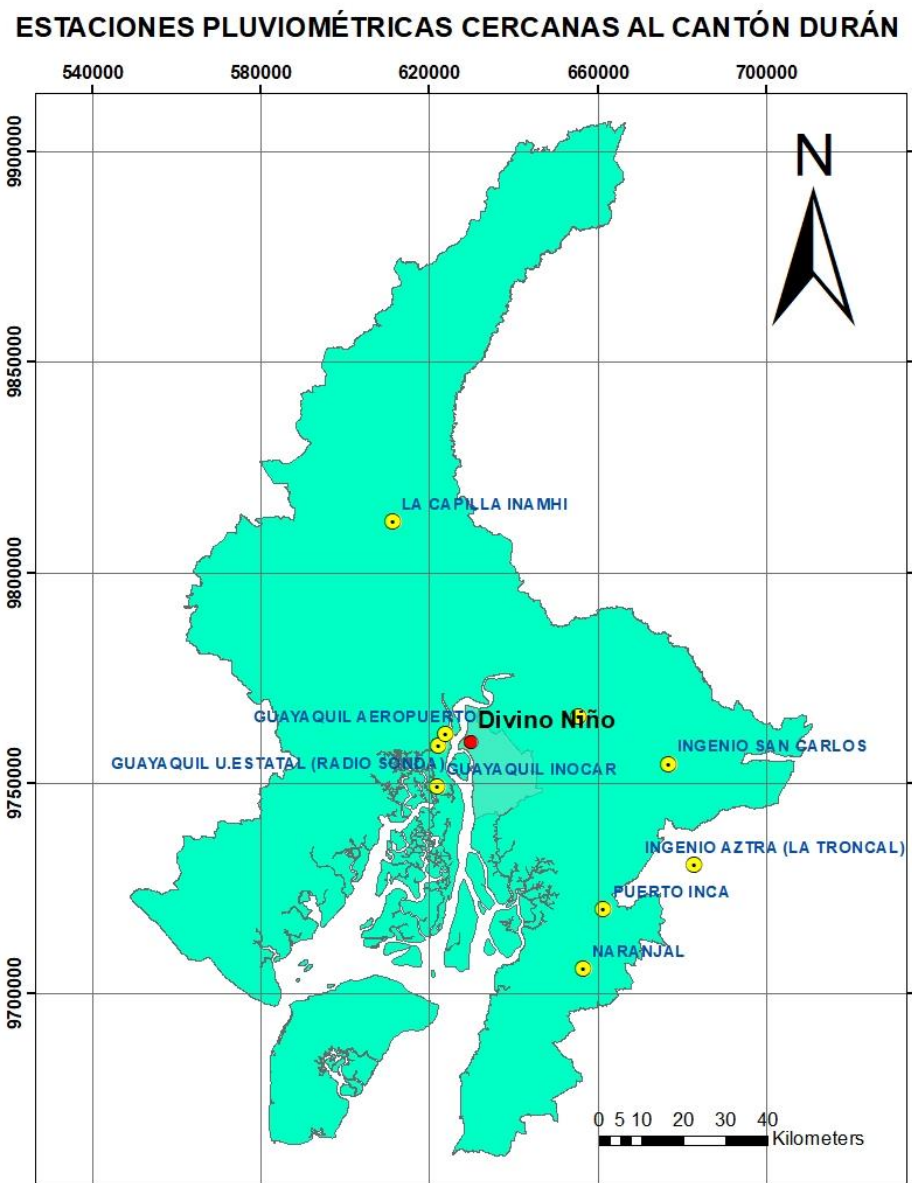 ESTACIONES PLUVIOMÉTRICAS CERCANAS AL CANTÓN DURÁN
540000 580000 620000 660000 700000
9900000
N
9850000
LA CAPILLA INAMHI
9800000
GUAYAQUIL AEROPUERTO
Divino Niño
GUAYAQUIL U.ESTATAL (RADIO SONDA)
GUAYAQUIL INOCAR
INGENIO SAN CARLOS
9750000
INGENIO AZTRA (LA TRONCAL)
PUERTO INCA
NARANJAL
9700000
0 5 10 20 30 40
Kilometers